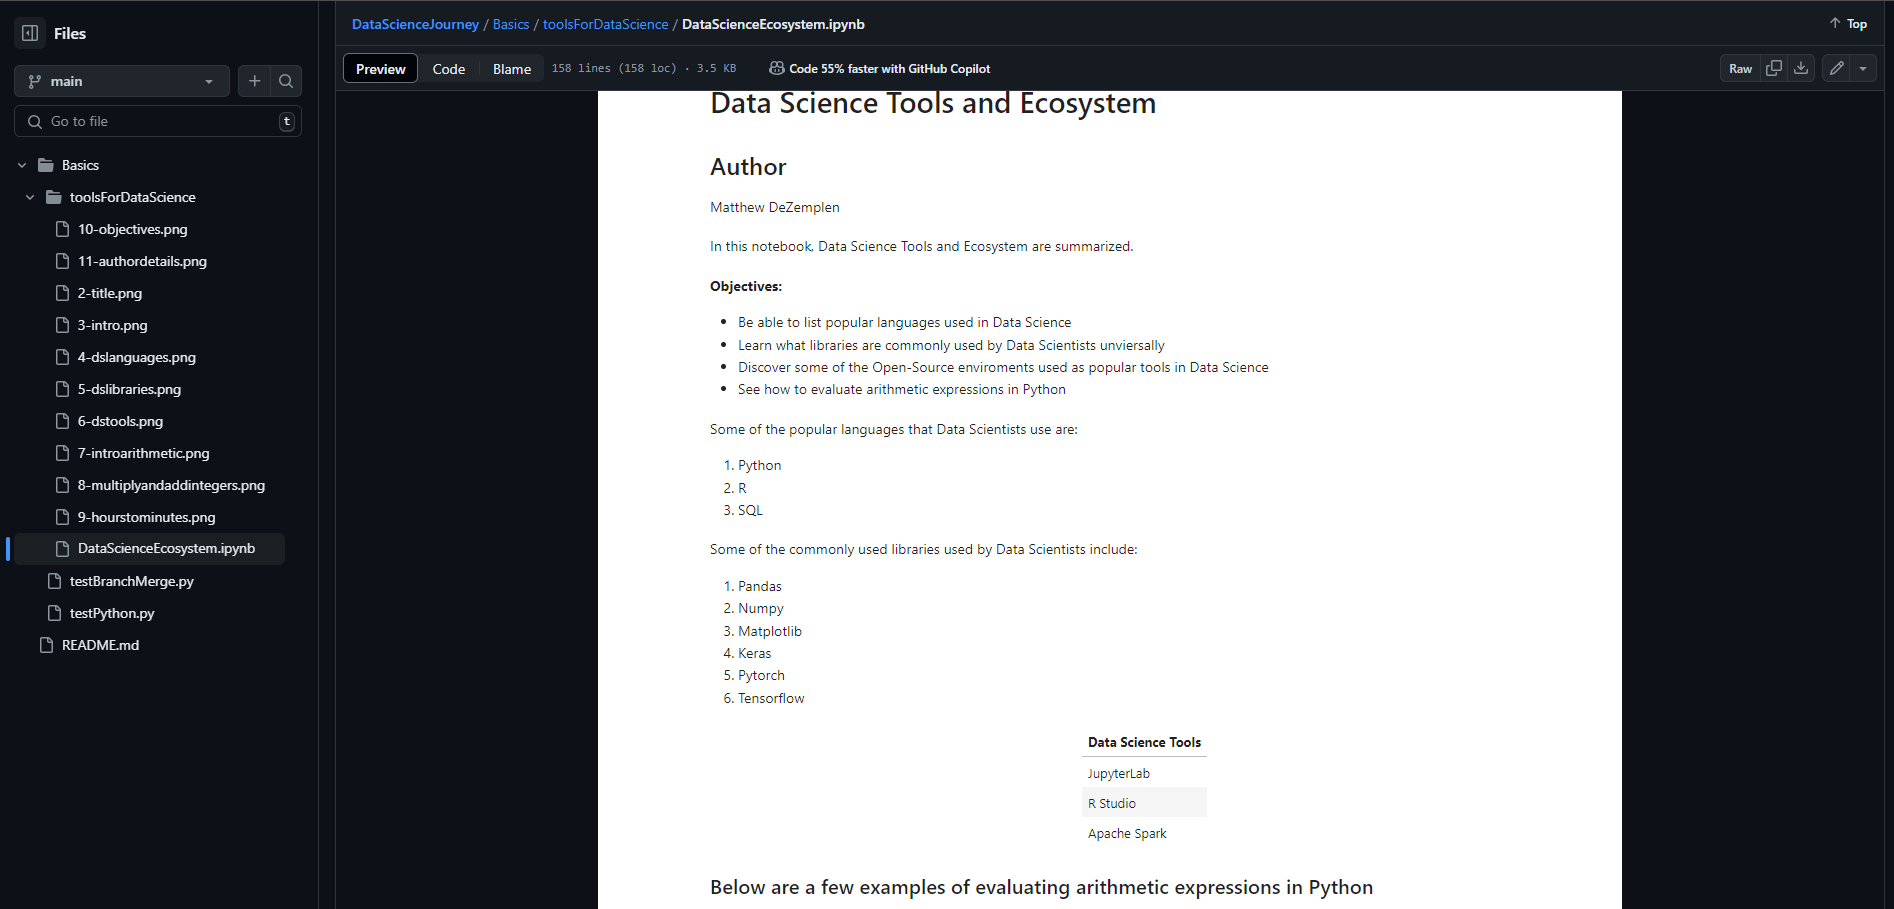 Files
main
Go to file
t
Basics
toolsForDataScience
10-objectives.png
11-authordetails.png
2-title.png
3-intro.png
4-dslanguages.png
5-dslibraries.png
6-dstools.png
7-introarithmetic.png
8-multiplyandaddintegers.png
9-hourstominutes.png
DataScienceEcosystem.ipynb
testBranchMerge.py
testPython.py
README.md
DataScienceJourney / Basics / toolsForDataScience / DataScienceEcosystem.ipynb
Top
Preview Code Blame 158 lines (158 loc) · 3.5 KB Code 55% faster with GitHub Copilot
Raw
Data Science Tools and Ecosystem
Author
Matthew DeZemplen
In this notebook, Data Science Tools and Ecosystem are summarized.
Objectives:
• Be able to list popular languages used in Data Science
• Learn what libraries are commonly used by Data Scientists unviersally
• Discover some of the Open-Source enviroments used as popular tools in Data Science
• See how to evaluate arithmetic expressions in Python
Some of the popular languages that Data Scientists use are:
1. Python
2. R
3. SQL
Some of the commonly used libraries used by Data Scientists include:
1. Pandas
2. Numpy
3. Matplotlib
4. Keras
5. Pytorch
6. Tensorflow
Data Science Tools
JupyterLab
R Studio
Apache Spark
Below are a few examples of evaluating arithmetic expressions in Python